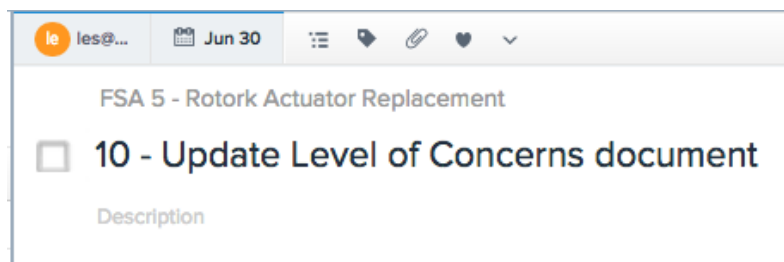 le les@... Jun 30
FSA 5 - Rotork Actuator Replacement
10 - Update Level of Concerns document
Description